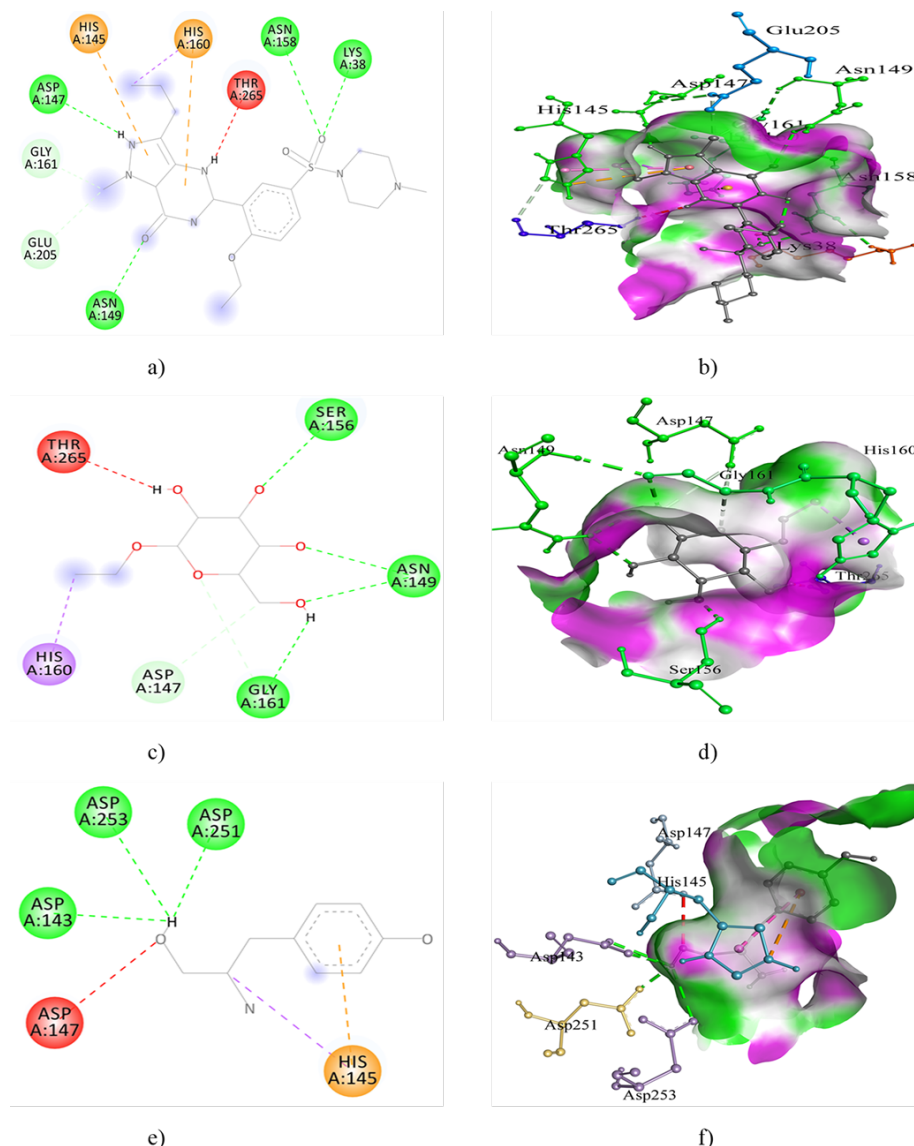 HIS
A:145
HIS
A:160
ASN
A:158
LYS
A:38
THR
A:265
ASP
A:147
GLY
A:161
GLU
A:205
ASN
A:149
H
N
N
O
N
N
H
O
S
O
N
N
O
a)
Glu205
Asp147
Asn149
His145
161
Asn158
Thr265
Lys38
b)
SER
A:156
THR
A:265
H
O
O
O
O
O
O
H
ASN
A:149
HIS
A:160
ASP
A:147
GLY
A:161
c)
Asp147
Asn149
His160
Gly161
Thr265
Ser156
d)
ASP
A:253
ASP
A:251
ASP
A:143
H
O
O
N
ASP
A:147
HIS
A:145
e)
Asp147
His145
Asp143
Asp251
Asp253
f)